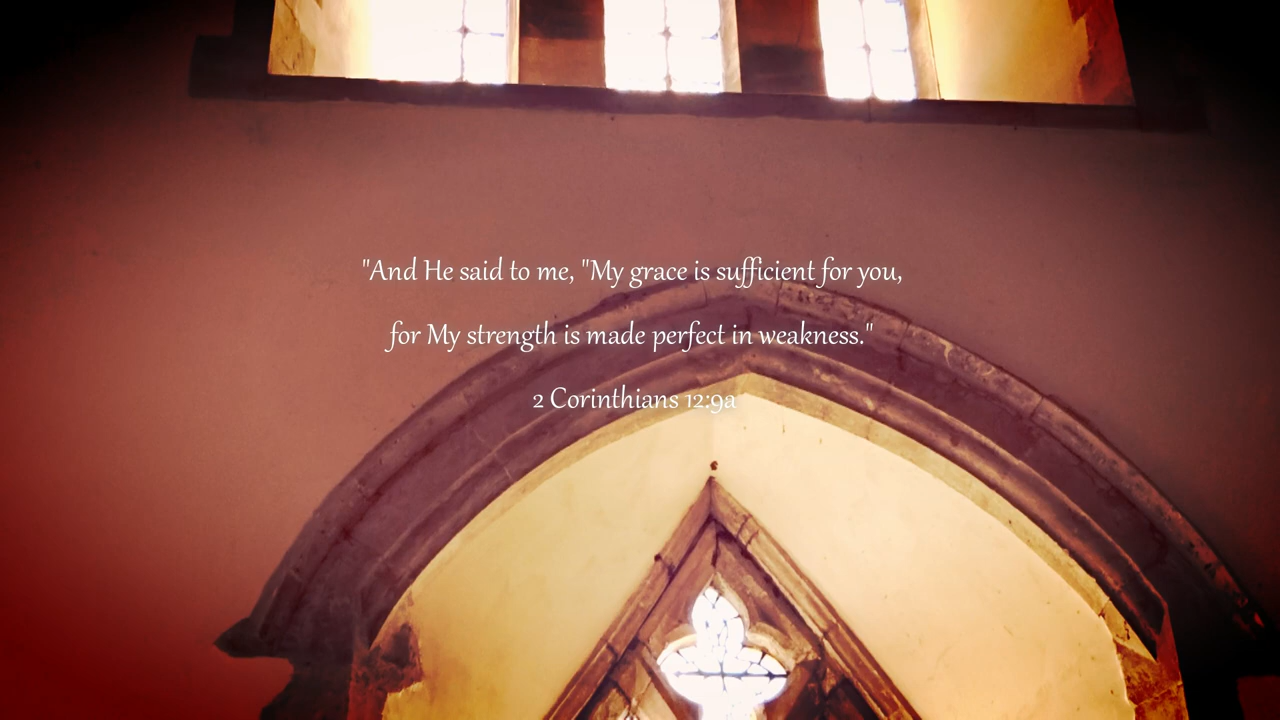 "And He said to me, "My grace is sufficient for you,
for My strength is made perfect in weakness."
2 Corinthians 12:9a